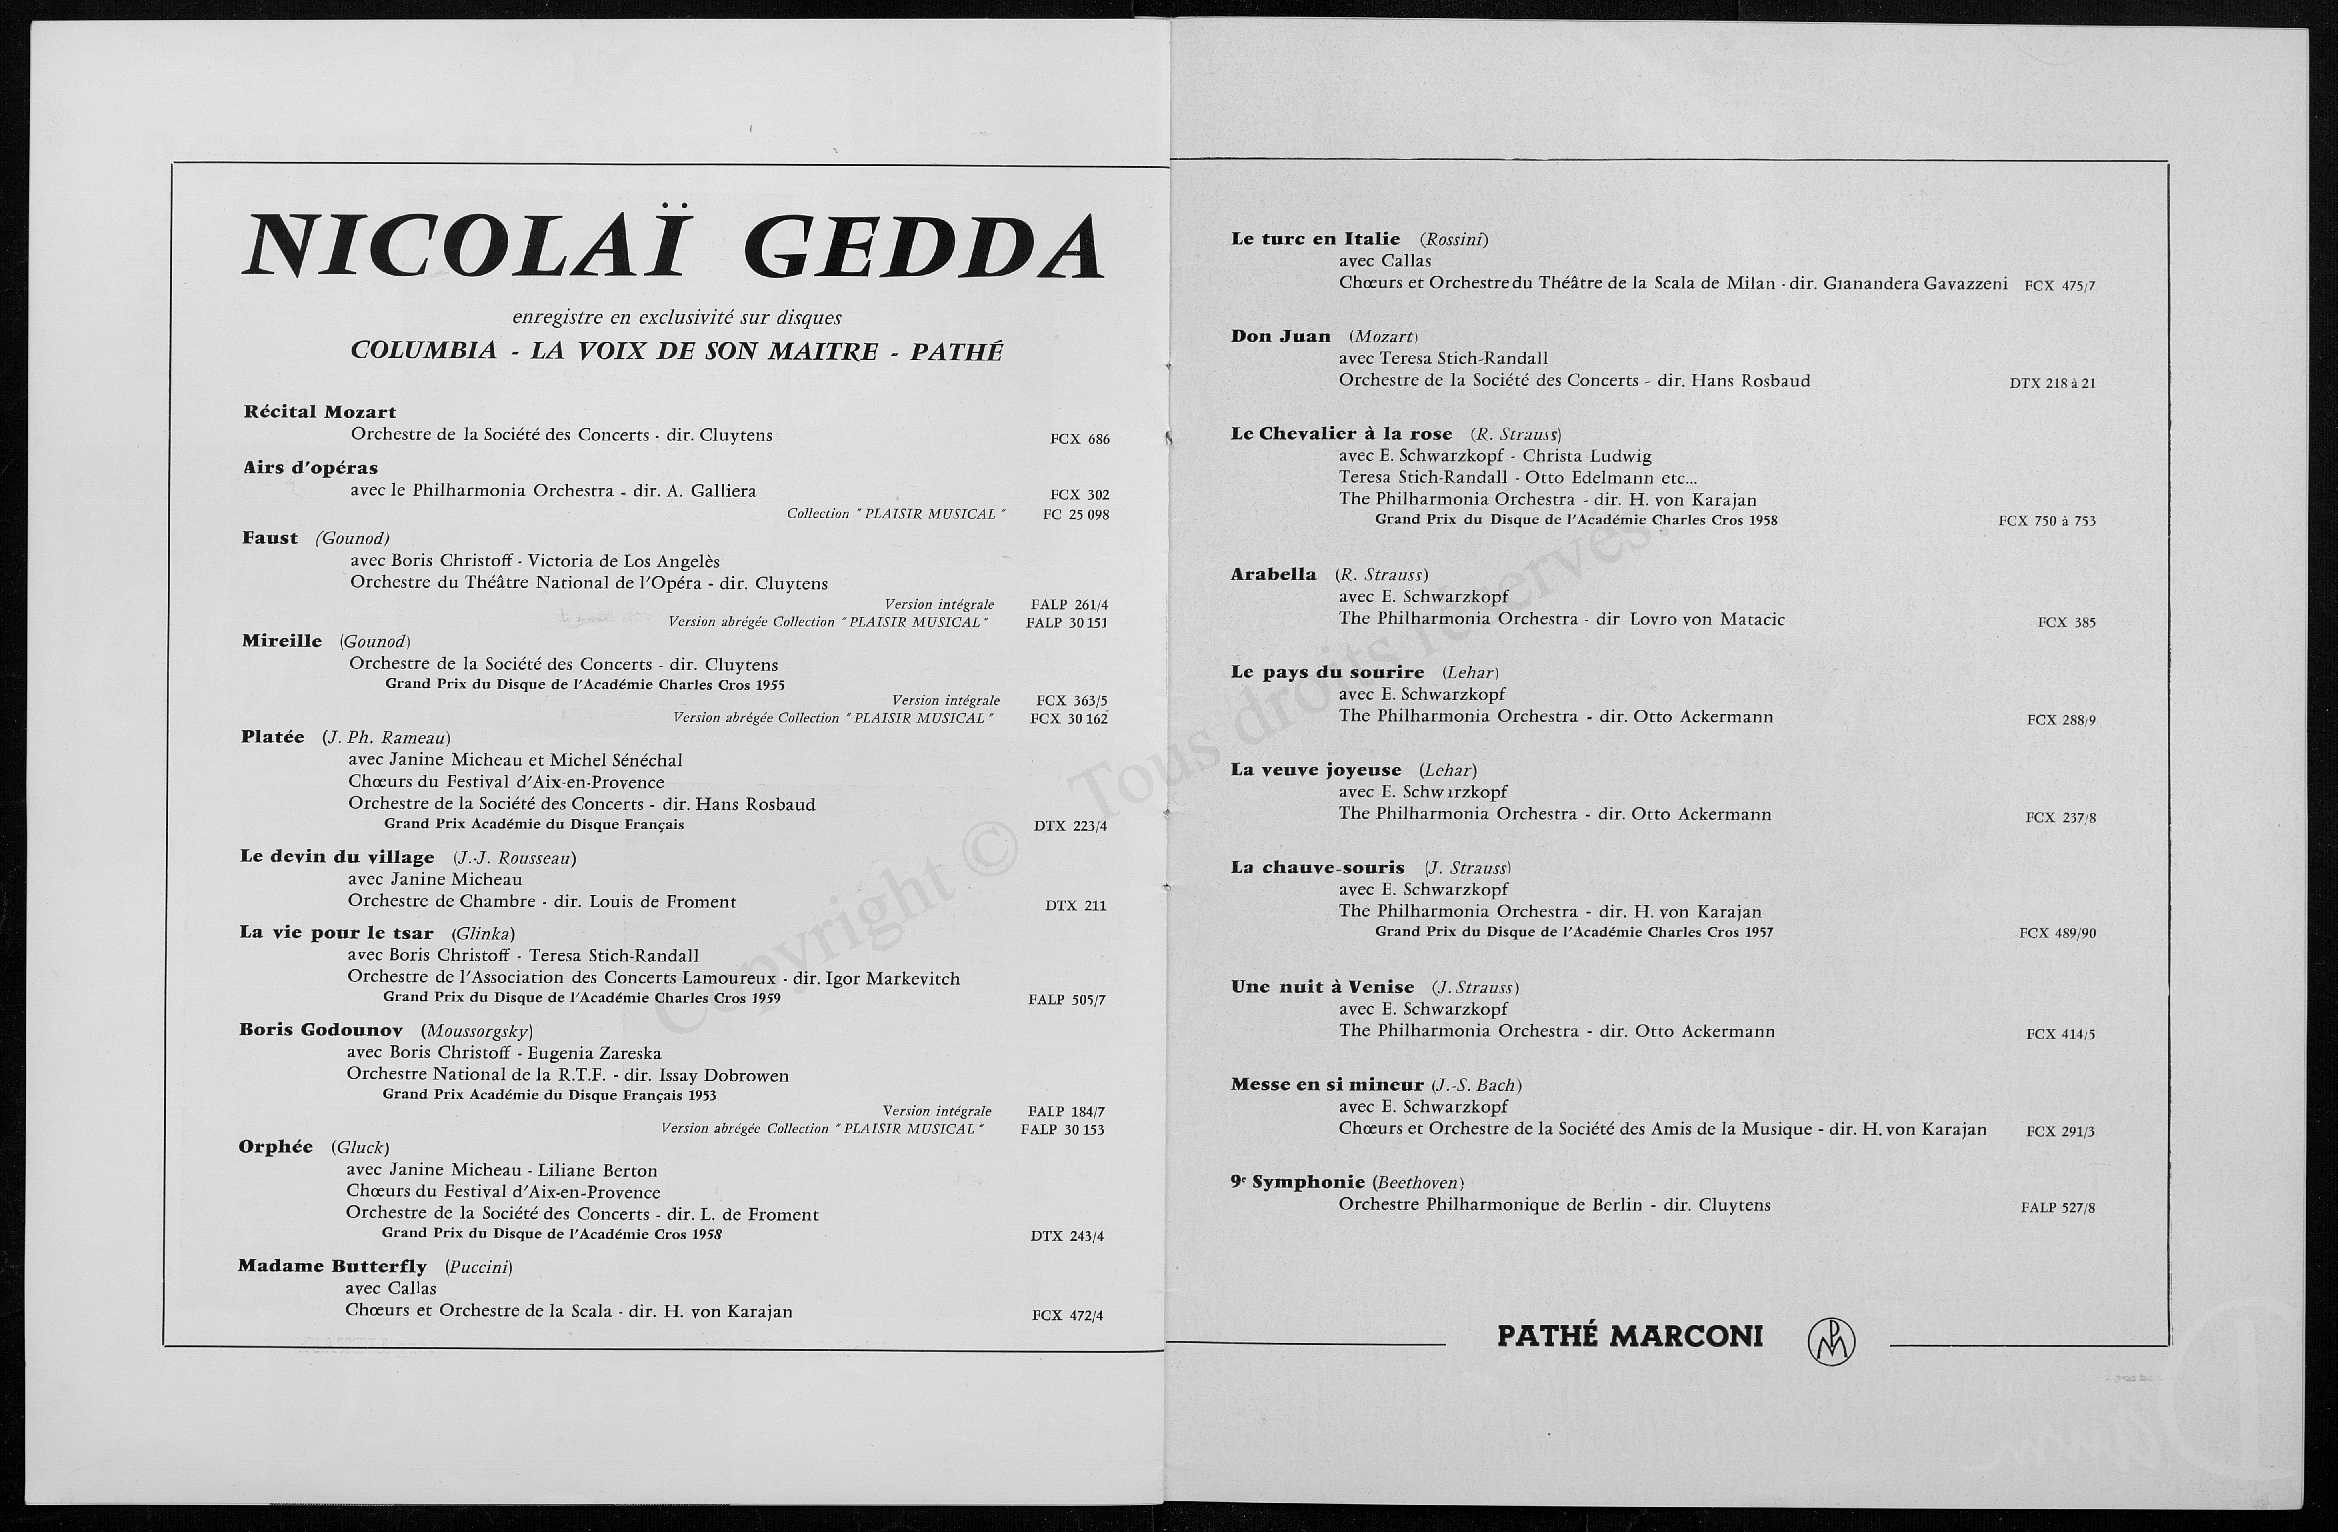 NICOLAÏ GEDDA
enregistre en exclusivité sur disques
COLUMBIA - LA VOIX DE SON MAITRE - PATHÉ
Récital Mozart
Orchestre de la Société des Concerts - dir. Cluytens FCX 686
Airs d'opéras
avec le Philharmonia Orchestra - dir. A. Galliera FCX 302
Collection "PLAISIR MUSICAL" FC 25 098
Faust (Gounod)
avec Boris Christoff - Victoria de Los Angelès
Orchestre du Théâtre National de l'Opéra - dir. Cluytens
Version intégrale FALP 261/4
Version abrégée Collection "PLAISIR MUSICAL" FALP 30 151
Mireille (Gounod)
Orchestre de la Société des Concerts - dir. Cluytens
Grand Prix du Disque de l'Académie Charles Cros 1955
Version intégrale FCX 363/5
Version abrégée Collection "PLAISIR MUSICAL" FCX 30 162
Platée (J. Ph. Rameau)
avec Janine Micheau et Michel Sénéchal
Chœurs du Festival d'Aix-en-Provence
Orchestre de la Société des Concerts - dir. Hans Rosbaud
Grand Prix Académie du Disque Français DTX 223/4
Le devin du village (J.-J. Rousseau)
avec Janine Micheau
Orchestre de Chambre - dir. Louis de Froment DTX 211
La vie pour le tsar (Glinka)
avec Boris Christoff - Teresa Stich-Randall
Orchestre de l'Association des Concerts Lamoureux - dir. Igor Markevitch
Grand Prix du Disque de l'Académie Charles Cros 1959 FALP 505/7
Boris Godounov (Moussorgsky)
avec Boris Christoff - Eugenia Zareska
Orchestre National de la R.T.F. - dir. Issay Dobrowen
Grand Prix Académie du Disque Français 1953
Version intégrale FALP 184/7
Version abrégée Collection "PLAISIR MUSICAL" FALP 30 153
Orphée (Gluck)
avec Janine Micheau - Liliane Berton
Chœurs du Festival d'Aix-en-Provence
Orchestre de la Société des Concerts - dir. L. de Froment
Grand Prix du Disque de l'Académie Cros 1958 DTX 243/4
Madame Butterfly (Puccini)
avec Callas
Chœurs et Orchestre de la Scala - dir. H. von Karajan FCX 472/4
Le turc en Italie (Rossini)
avec Callas
Chœurs et Orchestre du Théâtre de la Scala de Milan - dir. Gianandera Gavazzeni FCX 475/7
Don Juan (Mozart)
avec Teresa Stich-Randall
Orchestre de la Société des Concerts - dir. Hans Rosbaud DTX 218 à 21
Le Chevalier à la rose (R. Strauss)
avec E. Schwarzkopf - Christa Ludwig
Teresa Stich-Randall - Otto Edelmann etc...
The Philharmonia Orchestra - dir. H. von Karajan
Grand Prix du Disque de l'Académie Charles Cros 1958 FCX 750 à 753
Arabella (R. Strauss)
avec E. Schwarzkopf
The Philharmonia Orchestra - dir Lovro von Matacic FCX 385
Le pays du sourire (Lehar)
avec E. Schwarzkopf
The Philharmonia Orchestra - dir. Otto Ackermann FCX 288/9
La veuve joyeuse (Lehar)
avec E. Schwarzkopf
The Philharmonia Orchestra - dir. Otto Ackermann FCX 237/8
La chauve-souris (J. Strauss)
avec E. Schwarzkopf
The Philharmonia Orchestra - dir. H. von Karajan
Grand Prix du Disque de l'Académie Charles Cros 1957 FCX 489/90
Une nuit à Venise (J. Strauss)
avec E. Schwarzkopf
The Philharmonia Orchestra - dir. Otto Ackermann FCX 414/5
Messe en si mineur (J.-S. Bach)
avec E. Schwarzkopf
Chœurs et Orchestre de la Société des Amis de la Musique - dir. H. von Karajan FCX 291/3
9e Symphonie (Beethoven)
Orchestre Philharmonique de Berlin - dir. Cluytens FALP 527/8
PATHÉ MARCONI PM
Copyright © Tous droits réservés.